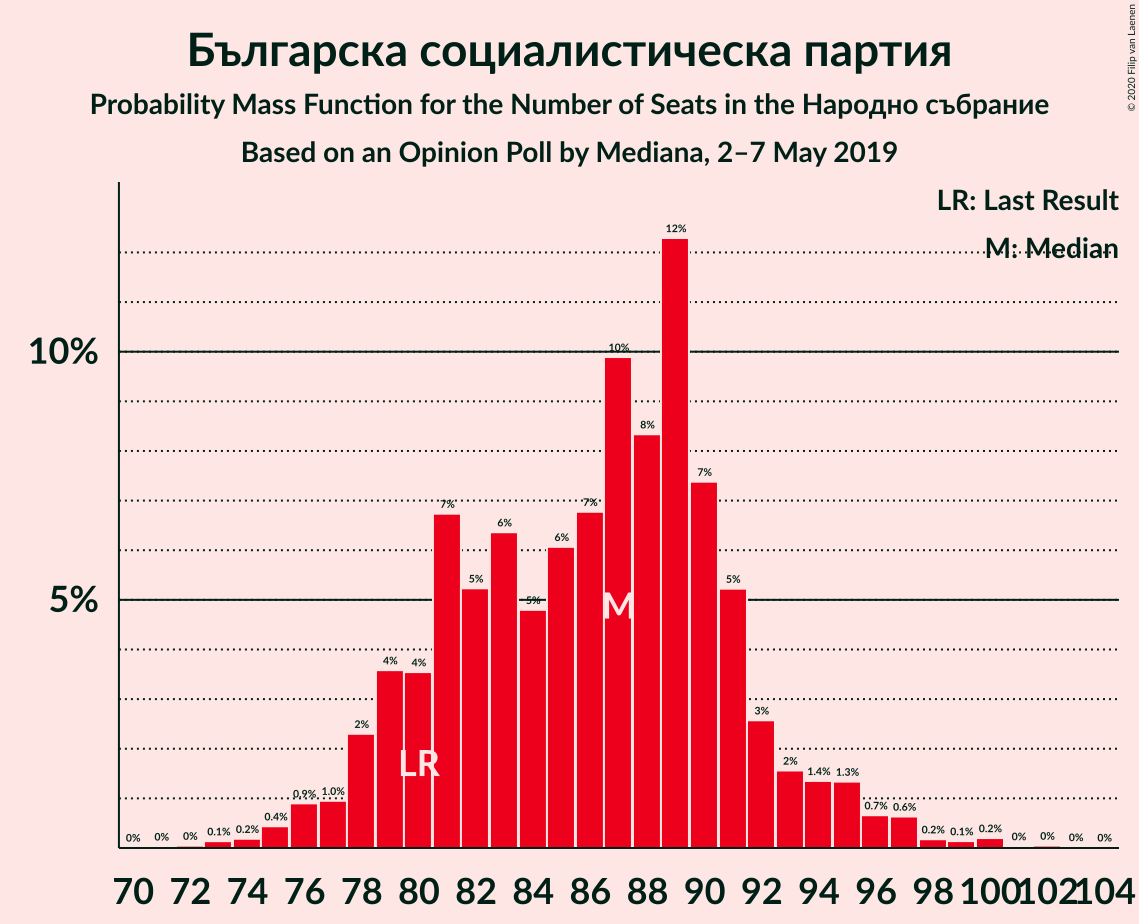 Българска социалистическа партия
Probability Mass Function for the Number of Seats in the Народно събрание
Based on an Opinion Poll by Mediana, 2–7 May 2019
© 2020 Filip van Laenen
LR: Last Result
M: Median
10%
5%
0% 0% 0% 0.1% 0.2% 0.4% 0.9% 1.0% 2% 4% 4% 7% 5% 6% 5% 6% 7% 10% 8% 12% 7% 5% 3% 2% 1.4% 1.3% 0.7% 0.6% 0.2% 0.1% 0.2% 0% 0% 0% 0%
LR
M
70 72 74 76 78 80 82 84 86 88 90 92 94 96 98 100 102 104